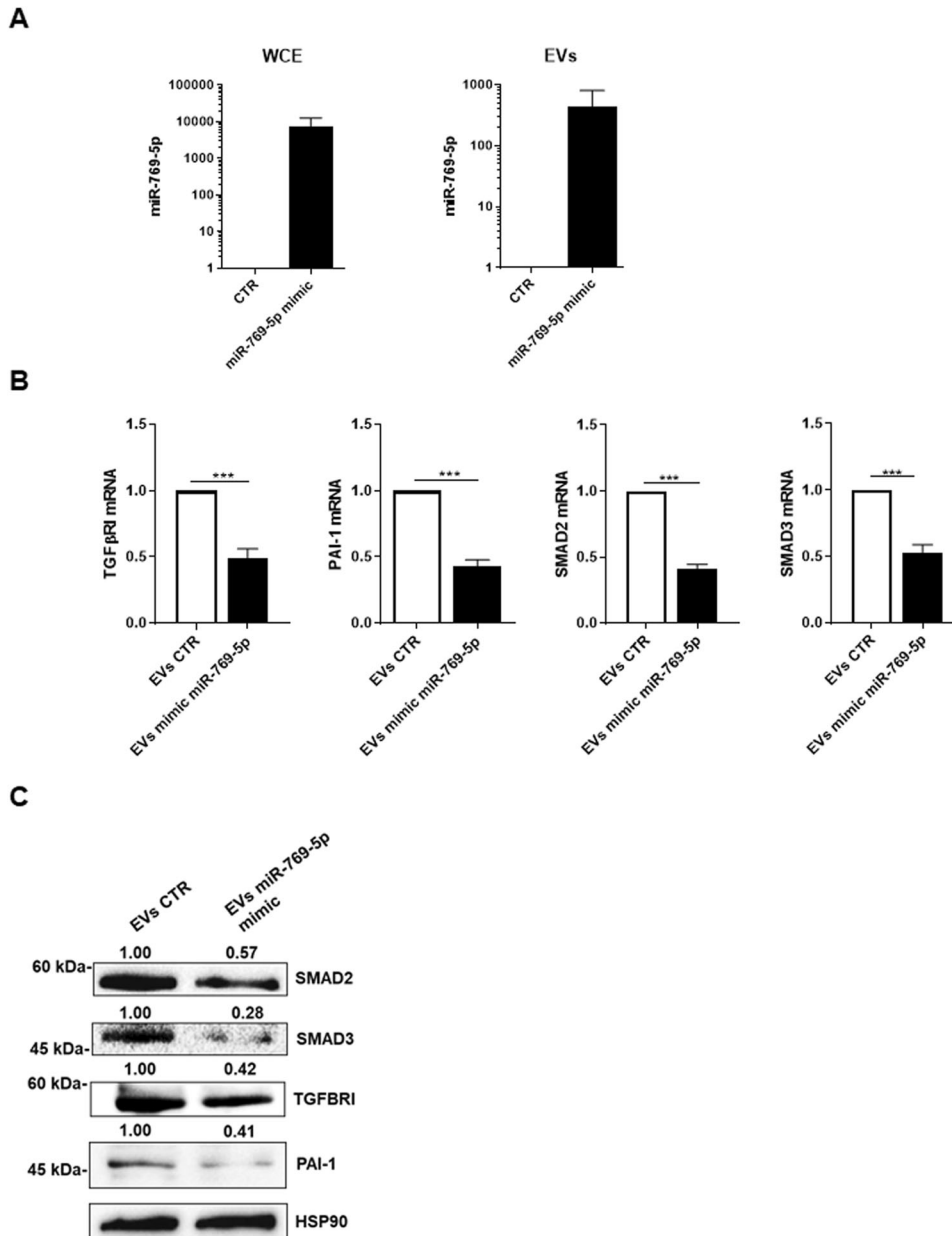 A
WCE
EVs
miR-769-5p
100000
10000
1000
100
10
1
CTR
miR-769-5p mimic
miR-769-5p
1000
100
10
1
CTR
miR-769-5p mimic
B
TGFβRI mRNA
1.5
1.0
0.5
0.0
***
EVs CTR
EVs mimic miR-769-5p
PAI-1 mRNA
1.5
1.0
0.5
0.0
***
EVs CTR
EVs mimic miR-769-5p
SMAD2 mRNA
1.5
1.0
0.5
0.0
***
EVs CTR
EVs mimic miR-769-5p
SMAD3 mRNA
1.5
1.0
0.5
0.0
***
EVs CTR
EVs mimic miR-769-5p
C
EVs CTR
EVs miR-769-5p
mimic
1.00 0.57
60 kDa- SMAD2
1.00 0.28
45 kDa- SMAD3
1.00 0.42
60 kDa- TGFBRI
1.00 0.41
45 kDa- PAI-1
HSP90